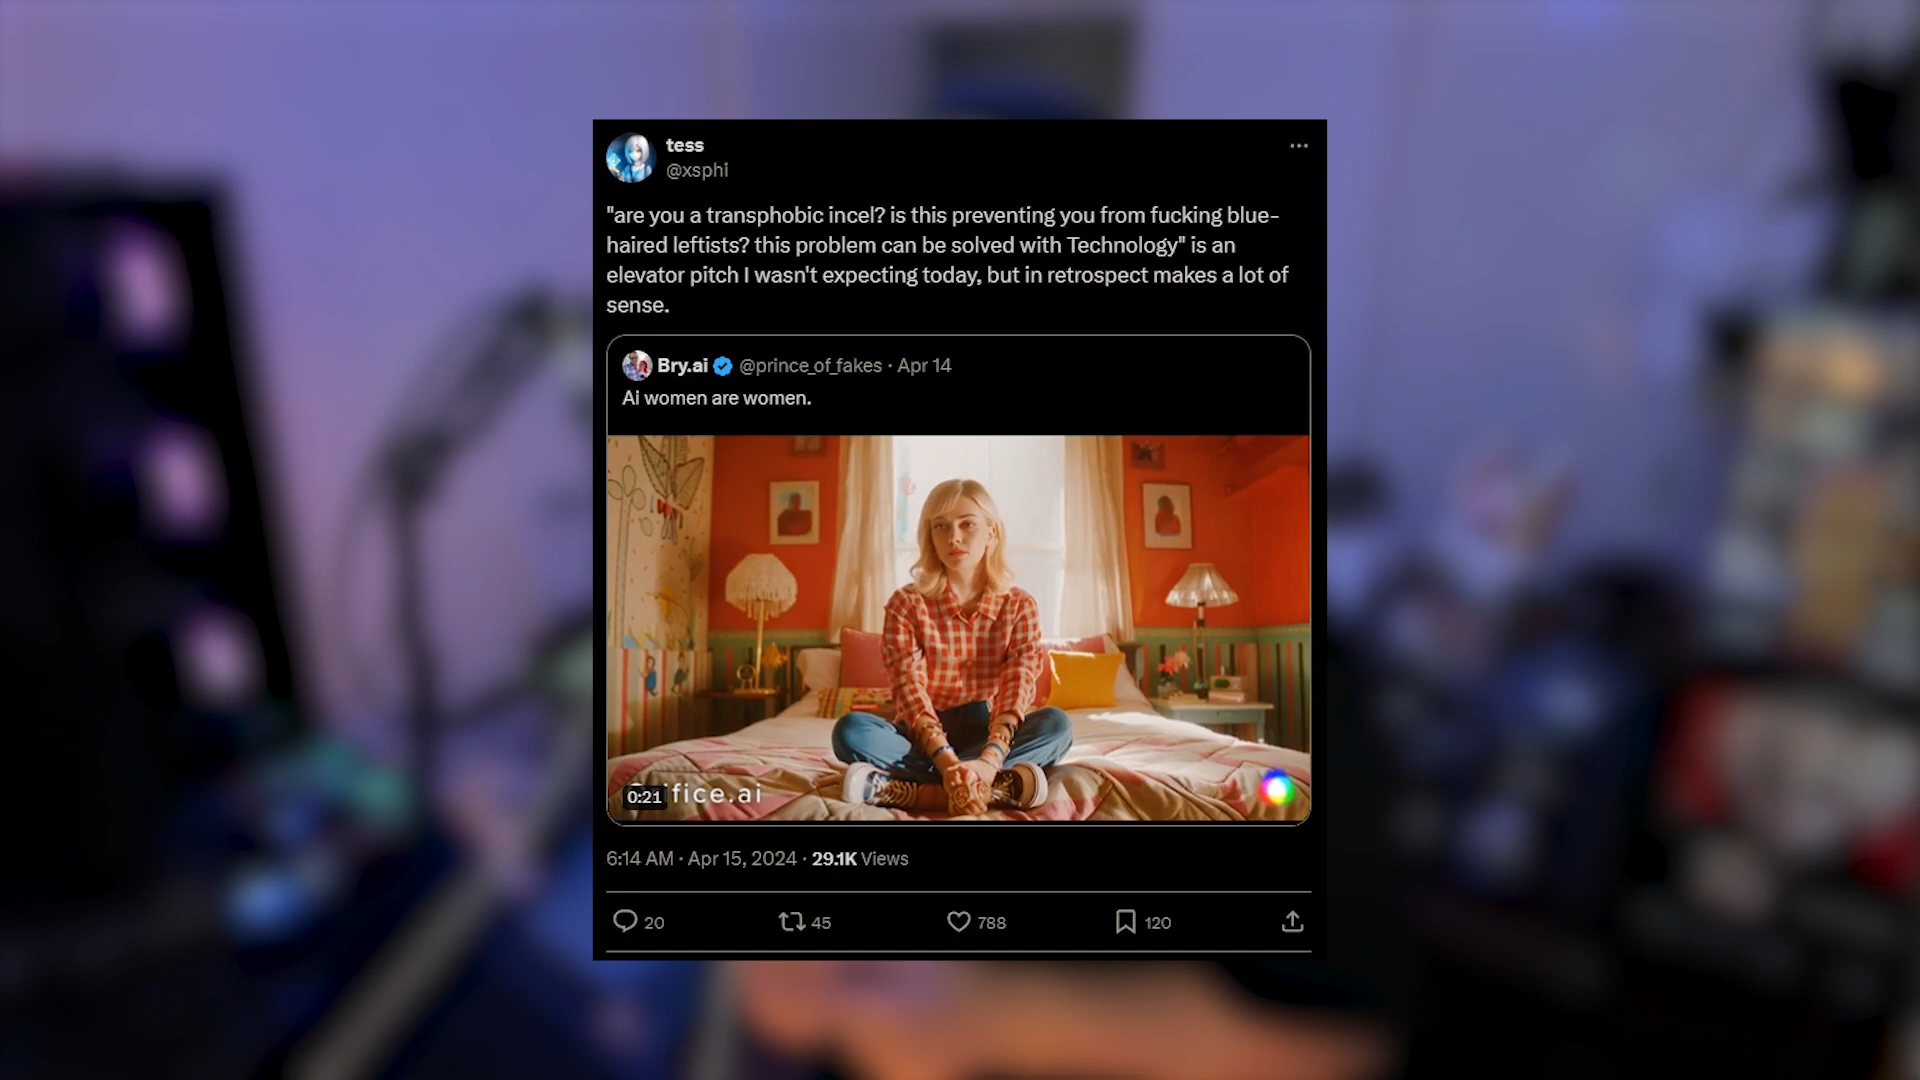 tess
@xsphi
"are you a transphobic incel? is this preventing you from fucking blue-
haired leftists? this problem can be solved with Technology" is an
elevator pitch I wasn't expecting today, but in retrospect makes a lot of
sense.
Bry.ai @prince_of_fakes · Apr 14
Ai women are women.
0:21 ifice.ai
6:14 AM · Apr 15, 2024 · 29.1K Views
20 45 788 120